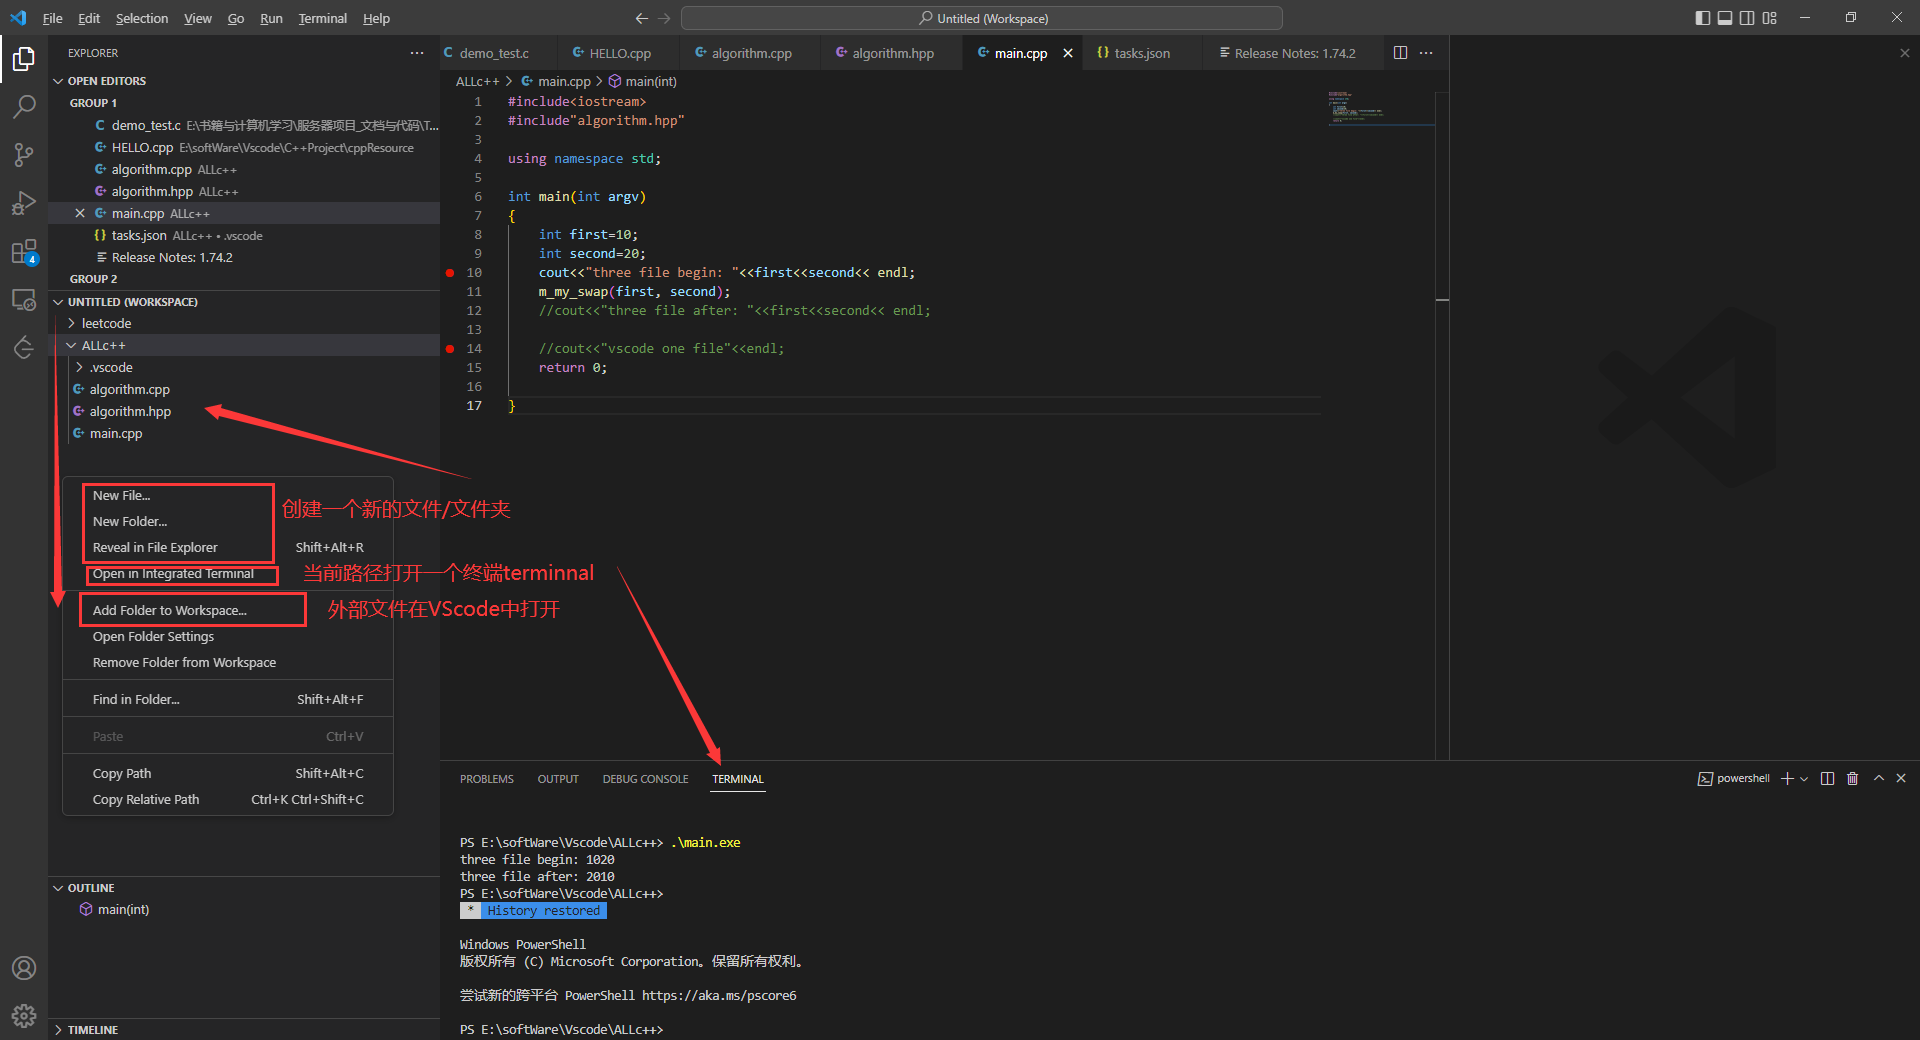 File Edit Selection View Go Run Terminal Help
Untitled (Workspace)
EXPLORER
OPEN EDITORS
GROUP 1
demo_test.c E:\书籍与计算机学习\服务器项目_文档与代码\T...
HELLO.cpp E:\softWare\Vscode\C++Project\cppResource
algorithm.cpp ALLc++
algorithm.hpp ALLc++
main.cpp ALLc++
tasks.json ALLc++ • .vscode
Release Notes: 1.74.2
GROUP 2
4
UNTITLED (WORKSPACE)
leetcode
ALLc++
.vscode
algorithm.cpp
algorithm.hpp
main.cpp
New File...
New Folder...
Reveal in File Explorer Shift+Alt+R
Open in Integrated Terminal
Add Folder to Workspace...
Open Folder Settings
Remove Folder from Workspace
Find in Folder... Shift+Alt+F
Paste Ctrl+V
Copy Path Shift+Alt+C
Copy Relative Path Ctrl+K Ctrl+Shift+C
创建一个新的文件/文件夹
当前路径打开一个终端terminnal
外部文件在VScode中打开
OUTLINE
main(int)
TIMELINE
demo_test.c HELLO.cpp algorithm.cpp algorithm.hpp main.cpp tasks.json Release Notes: 1.74.2
ALLc++ > main.cpp > main(int)
1 #include<iostream>
2 #include"algorithm.hpp"
3
4 using namespace std;
5
6 int main(int argv)
7 {
8 int first=10;
9 int second=20;
10 cout<<"three file begin: "<<first<<second<< endl;
11 m_my_swap(first, second);
12 //cout<<"three file after: "<<first<<second<< endl;
13
14 //cout<<"vscode one file"<<endl;
15 return 0;
16
17 }
PROBLEMS OUTPUT DEBUG CONSOLE TERMINAL
powershell
PS E:\softWare\Vscode\ALLc++> .\main.exe
three file begin: 1020
three file after: 2010
PS E:\softWare\Vscode\ALLc++>
* History restored
Windows PowerShell
版权所有 (C) Microsoft Corporation。保留所有权利。
尝试新的跨平台 PowerShell https://aka.ms/pscore6
PS E:\softWare\Vscode\ALLc++>